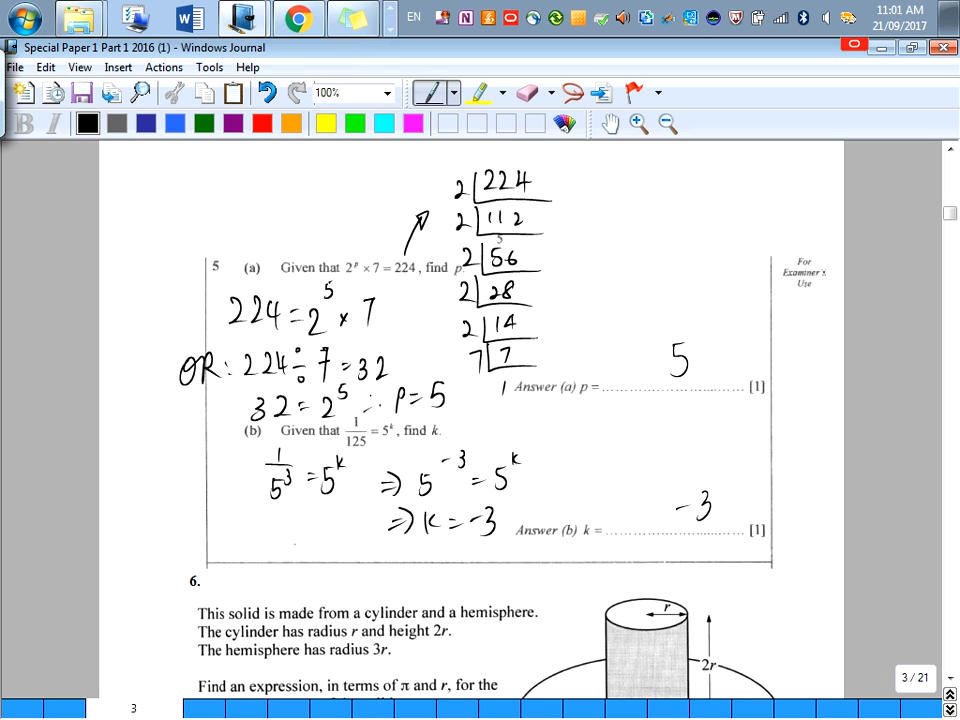 EN
11:01 AM
21/09/2017
Special Paper 1 Part 1 2016 (1) - Windows Journal
File Edit View Insert Actions Tools Help
100%
B I
2 224
2 112
5
2 56
2 28
2 14
7 7
1
5 (a) Given that 2^p × 7 = 224, find p.
For
Examiner's
Use
224 = 2^5 × 7
OR: 224 ÷ 7 = 32
32 = 2^5 ∴ p = 5
5
Answer (a) p = ............................... [1]
(b) Given that 1/125 = 5^k, find k.
1/5^3 = 5^k ⇒ 5^-3 = 5^k
⇒ k = -3
-3
Answer (b) k = ............................... [1]
6.
This solid is made from a cylinder and a hemisphere.
The cylinder has radius r and height 2r.
The hemisphere has radius 3r.
Find an expression, in terms of π and r, for the
r
2r
3 / 21
3